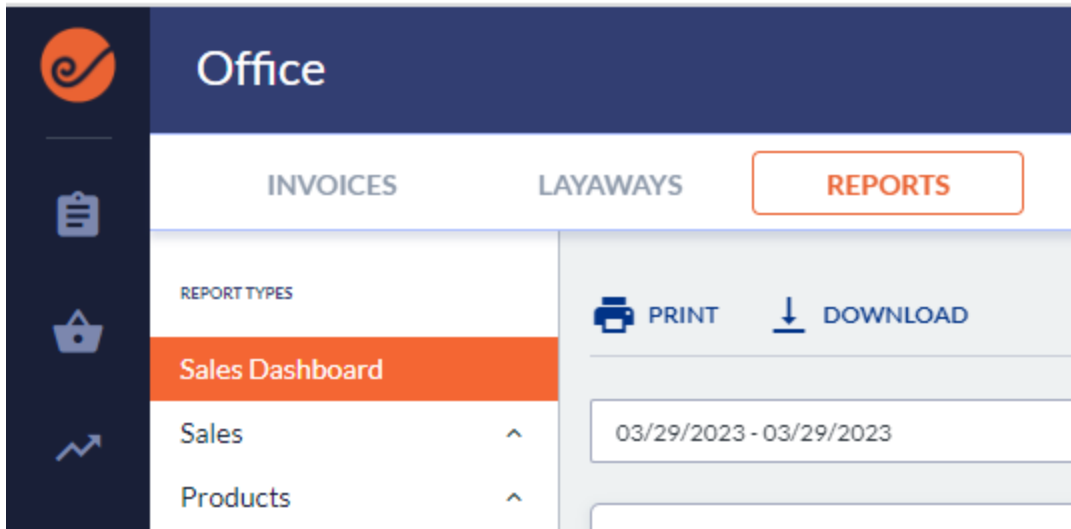 Office
INVOICES LAYAWAYS REPORTS
REPORT TYPES
Sales Dashboard
Sales
Products
PRINT DOWNLOAD
03/29/2023 - 03/29/2023